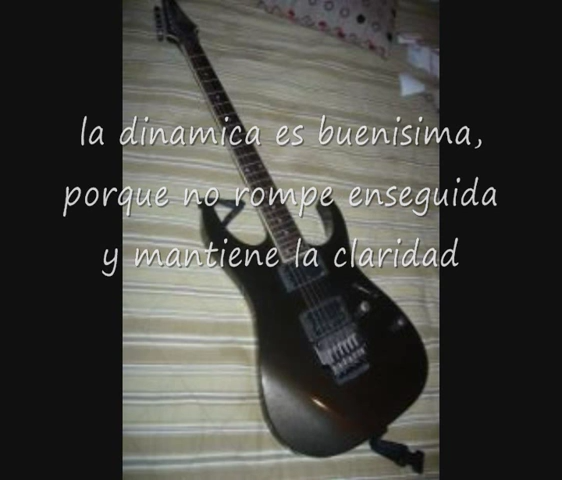 la dinamica es buenisima,
porque no rompe enseguida
y mantiene la claridad